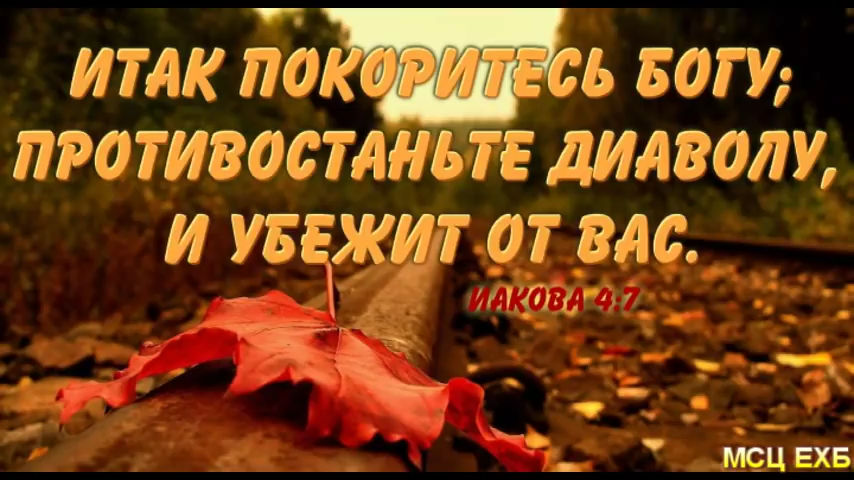 ИТАК ПОКОРИТЕСЬ БОГУ;
ПРОТИВОСТАНЬТЕ ДИАВОЛУ,
И УБЕЖИТ ОТ ВАС.
ИАКОВА 4:7
МСЦ ЕХБ